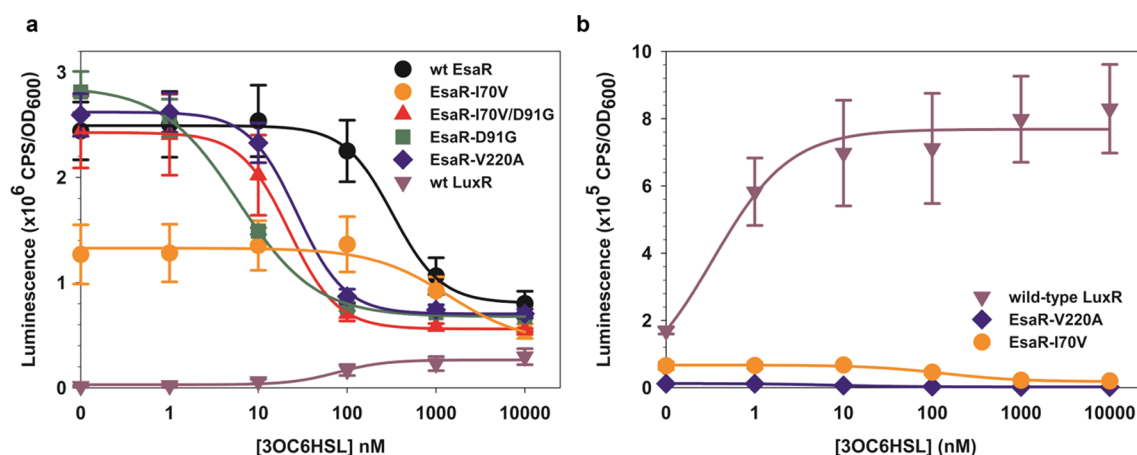 a
b
Luminescence (x10⁶ CPS/OD₆₀₀)
3
2
1
0
wt EsaR
EsaR-I70V
EsaR-I70V/D91G
EsaR-D91G
EsaR-V220A
wt LuxR
0 1 10 100 1000 10000
[3OC6HSL] nM
Luminescence (x10⁵ CPS/OD₆₀₀)
10
8
6
4
2
0
wild-type LuxR
EsaR-V220A
EsaR-I70V
0 1 10 100 1000 10000
[3OC6HSL] (nM)